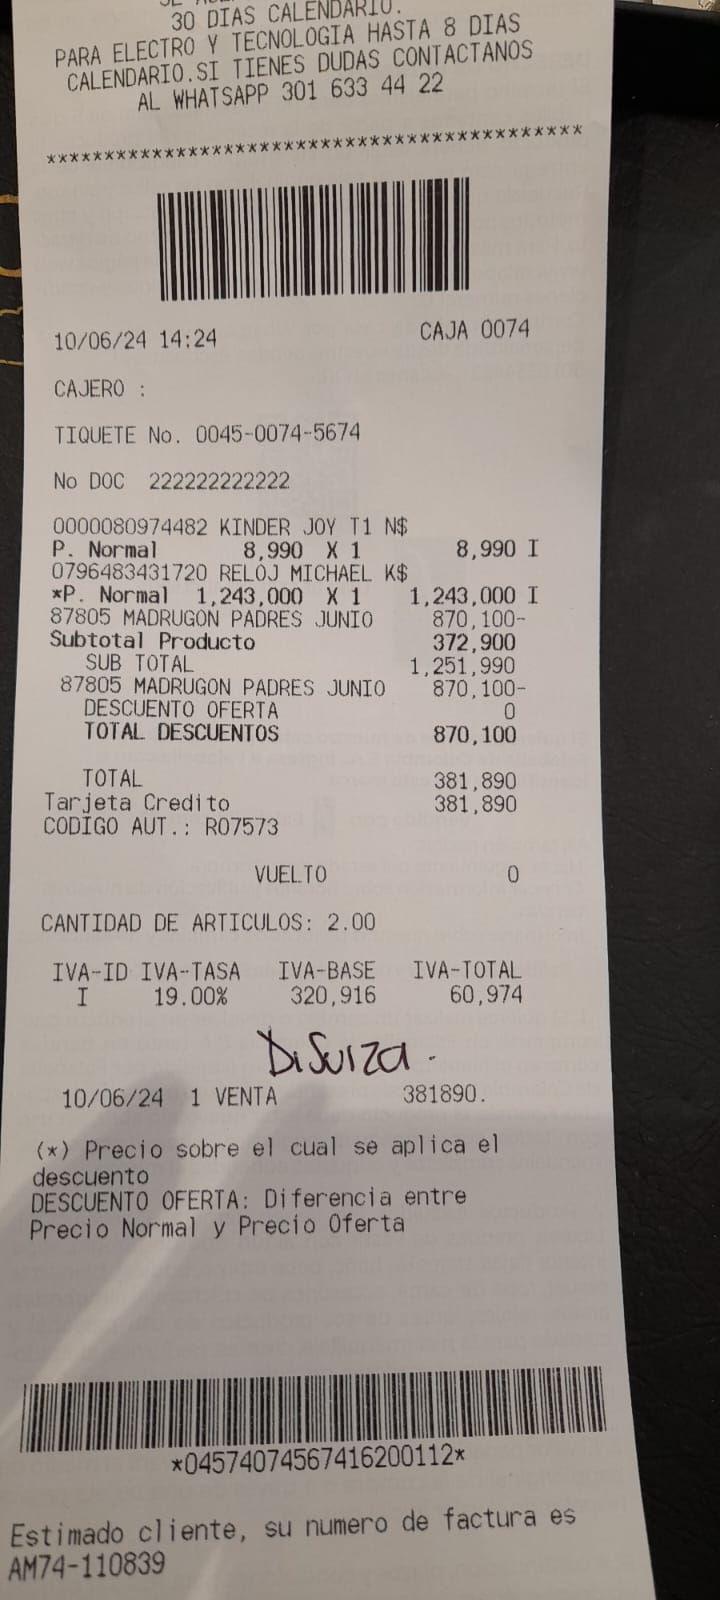 30 DIAS CALENDARIO.
PARA ELECTRO Y TECNOLOGIA HASTA 8 DIAS
CALENDARIO.SI TIENES DUDAS CONTACTANOS
AL WHATSAPP 301 633 44 22
**********************************************
10/06/24 14:24 CAJA 0074
CAJERO :
TIQUETE No. 0045-0074-5674
No DOC 222222222222
0000080974482 KINDER JOY T1 N$
P. Normal 8,990 X 1 8,990 I
0796483431720 RELOJ MICHAEL K$
*P. Normal 1,243,000 X 1 1,243,000 I
87805 MADRUGON PADRES JUNIO 870,100-
Subtotal Producto 372,900
SUB TOTAL 1,251,990
87805 MADRUGON PADRES JUNIO 870,100-
DESCUENTO OFERTA 0
TOTAL DESCUENTOS 870,100
TOTAL 381,890
Tarjeta Credito 381,890
CODIGO AUT.: R07573
VUELTO 0
CANTIDAD DE ARTICULOS: 2.00
IVA-ID IVA-TASA IVA-BASE IVA-TOTAL
I 19.00% 320,916 60,974
DiSuiza.
10/06/24 1 VENTA 381890.
(*) Precio sobre el cual se aplica el
descuento
DESCUENTO OFERTA: Diferencia entre
Precio Normal y Precio Oferta
*04574074567416200112*
Estimado cliente, su numero de factura es
AM74-110839